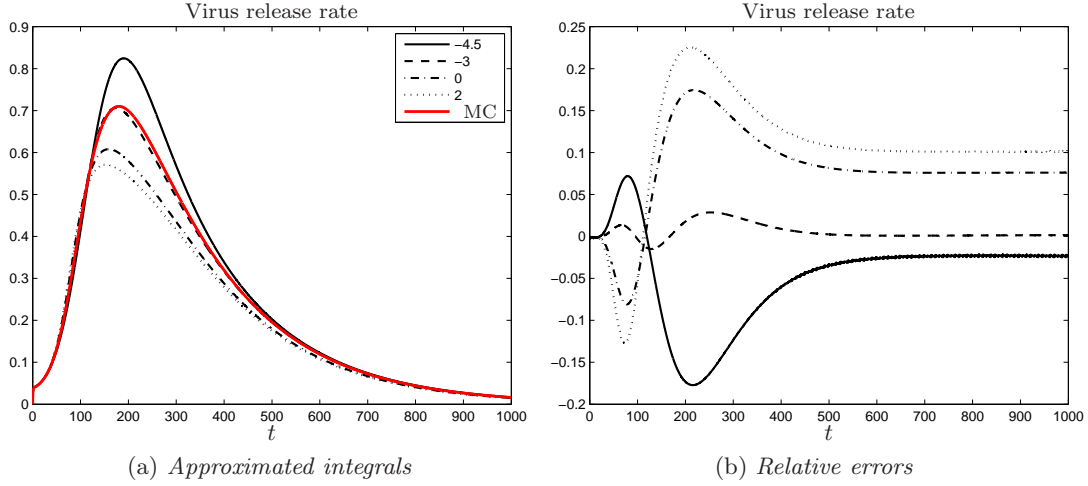 Virus release rate
0.9
0.8
0.7
0.6
0.5
0.4
0.3
0.2
0.1
0
0 100 200 300 400 500 600 700 800 900 1000
t
−4.5
−3
0
2
MC
(a) Approximated integrals
Virus release rate
0.25
0.2
0.15
0.1
0.05
0
−0.05
−0.1
−0.15
−0.2
0 100 200 300 400 500 600 700 800 900 1000
t
(b) Relative errors